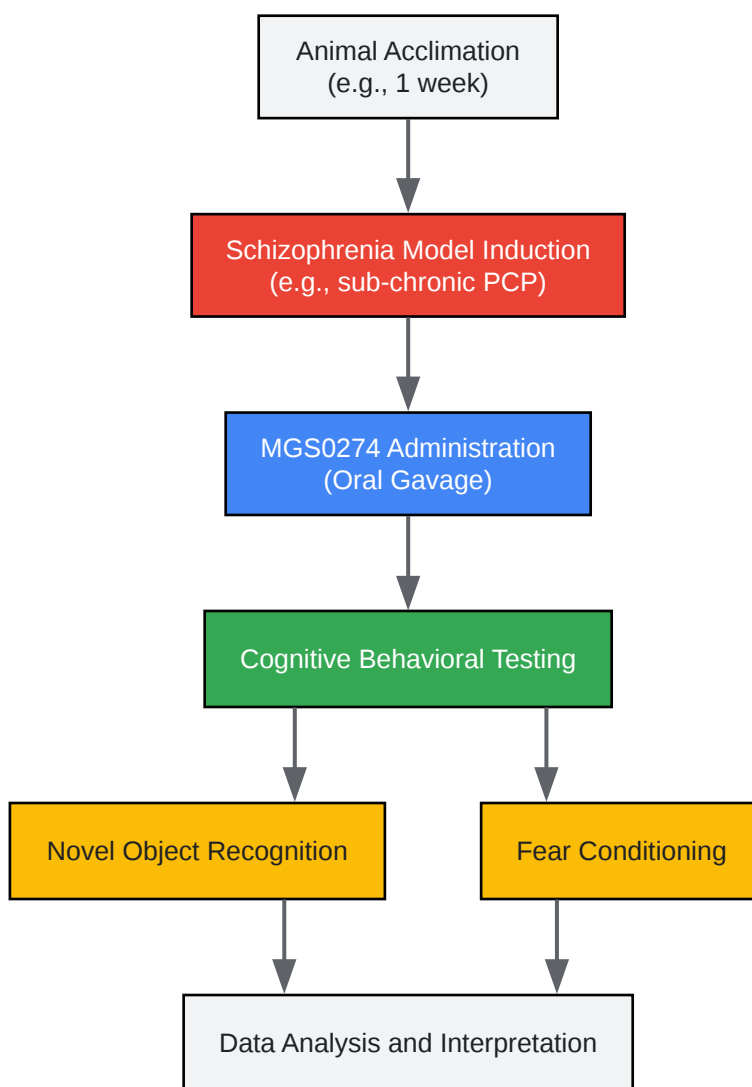 Animal Acclimation
(e.g., 1 week)
Schizophrenia Model Induction
(e.g., sub-chronic PCP)
MGS0274 Administration
(Oral Gavage)
Cognitive Behavioral Testing
Novel Object Recognition
Fear Conditioning
Data Analysis and Interpretation